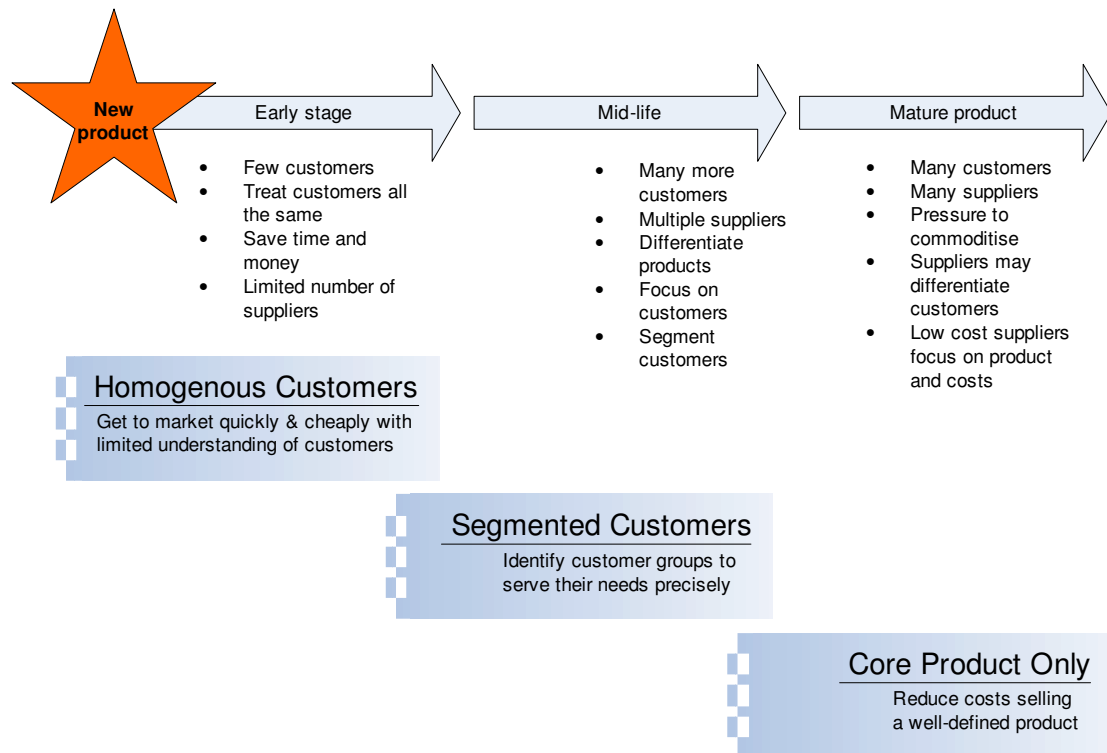 New
product
Early stage
Mid-life
Mature product
• Few customers
• Treat customers all
the same
• Save time and
money
• Limited number of
suppliers
• Many more
customers
• Multiple suppliers
• Differentiate
products
• Focus on
customers
• Segment
customers
• Many customers
• Many suppliers
• Pressure to
commoditise
• Suppliers may
differentiate
customers
• Low cost suppliers
focus on product
and costs
Homogenous Customers
Get to market quickly & cheaply with
limited understanding of customers
Segmented Customers
Identify customer groups to
serve their needs precisely
Core Product Only
Reduce costs selling
a well-defined product